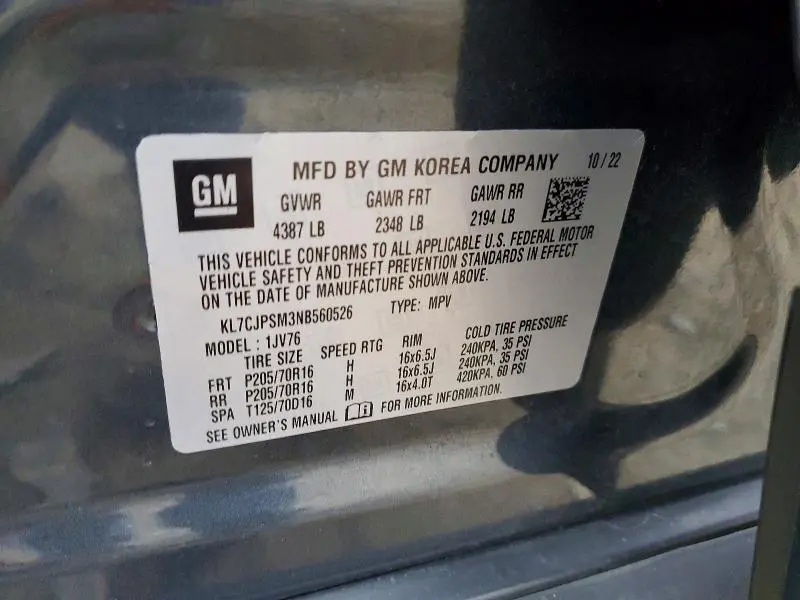 GM
MFD BY GM KOREA COMPANY 10/22
GVWR GAWR FRT GAWR RR
4387 LB 2348 LB 2194 LB
THIS VEHICLE CONFORMS TO ALL APPLICABLE U.S. FEDERAL MOTOR
VEHICLE SAFETY AND THEFT PREVENTION STANDARDS IN EFFECT
ON THE DATE OF MANUFACTURE SHOWN ABOVE.
KL7CJPSM3NB560526 TYPE: MPV
MODEL : 1JV76
TIRE SIZE SPEED RTG RIM COLD TIRE PRESSURE
FRT P205/70R16 H 16x6.5J 240KPA, 35 PSI
RR P205/70R16 H 16x6.5J 240KPA, 35 PSI
SPA T125/70D16 M 16x4.0T 420KPA, 60 PSI
SEE OWNER'S MANUAL FOR MORE INFORMATION.